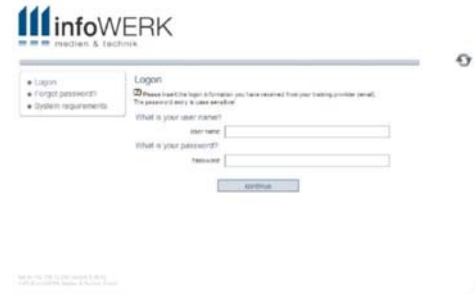 infoWERK
medien & technik
Logon
Forgot password?
System requirements
Logon
Please insert the logon information you have received from your training provider (email).
The password entry is case sensitive!
What is your user name?
User name
What is your password?
Password
continue